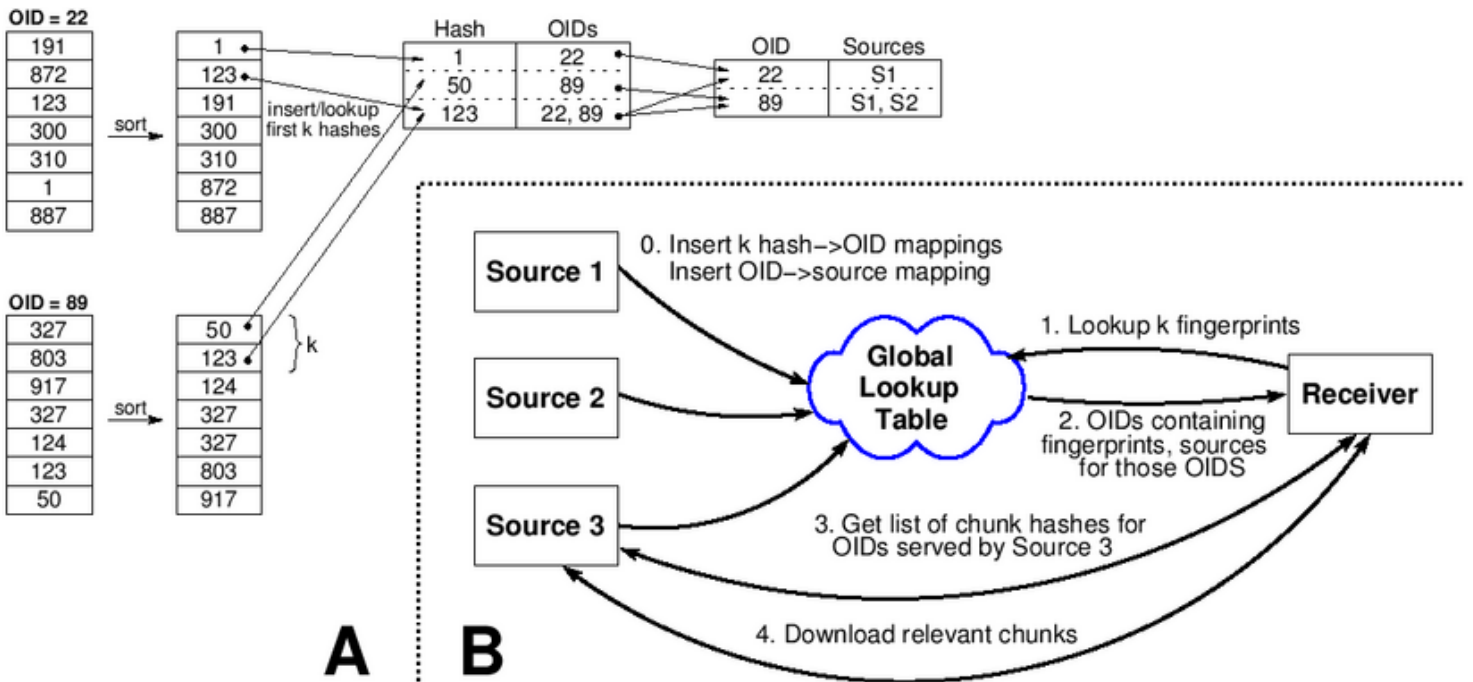 OID = 22
191
872
123
300
310
1
887
sort
1
123
191
300
310
872
887
insert/lookup
first k hashes
Hash OIDs
1 22
50 89
123 22, 89
OID Sources
22 S1
89 S1, S2
OID = 89
327
803
917
327
124
123
50
sort
50
123
124
327
327
803
917
k
A
Source 1
0. Insert k hash−>OID mappings
Insert OID−>source mapping
Source 2
Source 3
Global
Lookup
Table
1. Lookup k fingerprints
Receiver
2. OIDs containing
fingerprints, sources
for those OIDS
3. Get list of chunk hashes for
OIDs served by Source 3
4. Download relevant chunks
B